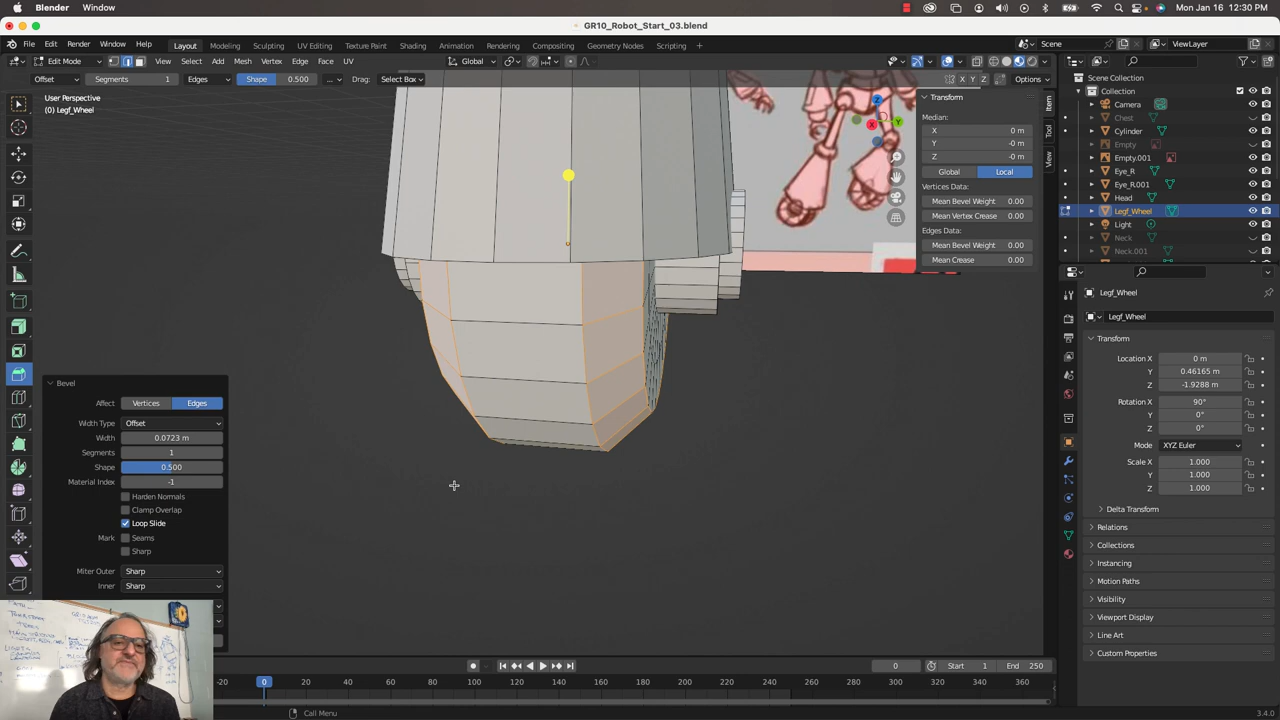 Blender Window
Mon Jan 16 12:30 PM
GR10_Robot_Start_03.blend
File Edit Render Window Help
Layout Modeling Sculpting UV Editing Texture Paint Shading Animation Rendering Compositing Geometry Nodes Scripting +
Scene
ViewLayer
Edit Mode
View Select Add Mesh Vertex Edge Face UV
Global
Offset Segments 1 Edges Shape 0.500 ... Drag: Select Box
X Y Z Options
User Perspective
(0) Legf_Wheel
Transform
Median:
X 0 m
Y -0 m
Z -0 m
Global Local
Vertices Data:
Mean Bevel Weight 0.00
Mean Vertex Crease 0.00
Edges Data:
Mean Bevel Weight 0.00
Mean Crease 0.00
Item
Tool
View
Z
Y
X
Scene Collection
Collection
Camera
Chest
Cylinder
Empty
Empty.001
Eye_R
Eye_R.001
Head
Legf_Wheel
Light
Neck
Neck.001
Legf_Wheel
Legf_Wheel
Transform
Location X 0 m
Y 0.46165 m
Z -1.9288 m
Rotation X 90°
Y 0°
Z 0°
Mode XYZ Euler
Scale X 1.000
Y 1.000
Z 1.000
Delta Transform
Relations
Collections
Instancing
Motion Paths
Visibility
Viewport Display
Line Art
Custom Properties
Bevel
Affect Vertices Edges
Width Type Offset
Width 0.0723 m
Segments 1
Shape 0.500
Material Index -1
Harden Normals
Clamp Overlap
Loop Slide
Mark Seams
Sharp
Miter Outer Sharp
Inner Sharp
0 Start 1 End 250
-20 0 20 40 60 80 100 120 140 160 180 200 220 240 260 280 300 320 340 360
Call Menu
3.4.0